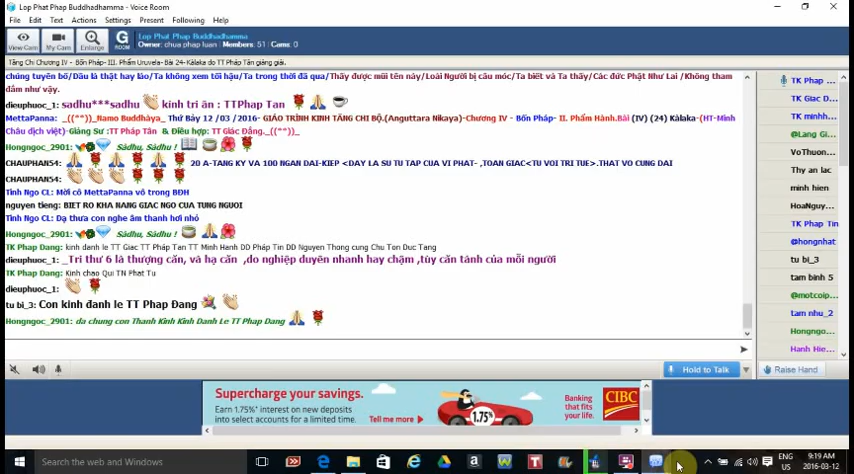 Lop Phat Phap Buddhadhamma - Voice Room
File Edit Text Actions Settings Present Following Help
View Cam
My Cam
Enlarge
G
ROOM
Lop Phat Phap Buddhadhamma
Owner: chua phap luan | Members: 51 | Cams: 0
Tăng Chi Chương IV - Bốn Pháp- III. Phẩm Uruvela- Bài 24- Kàlaka do TT Pháp Tân giảng giải.
chúng tuyên bố/Dầu là thật hay láo/Ta không xem tối hậu/Ta trong thời đã qua/Thấy được mũi tên này/Loài Người bị câu móc/Ta biết và Ta thấy/Các đức Phật Như Lai /Không tham
đắm như vậy.
dieuphuoc_1: sadhu***sadhu kính tri ân : TTPhap Tan
MettaPanna: _((°°))_Namo Buddhàya_ Thứ Bảy 12 /03 /2016- GIÁO TRÌNH KINH TĂNG CHI BỘ.(Anguttara Nikaya)-Chương IV - Bốn Pháp- II. Phẩm Hành.Bài (IV) (24) Kàlaka-(HT-Minh
Châu dịch việt)-Giảng Sư :TT Pháp Tân & Điều hợp: TT Giác Đẳng._((°°))_
Hongngoc_2901: Sádhu, Sádhu !
CHAUPHAN54: 20 A-TANG KY VA 100 NGAN DAI-KIEP <DAY LA SU TU TAP CUA VI PHAT- ,TOAN GIAC<TU VOI TRI TUE>.THAT VO CUNG DAI
CHAUPHAN54:
Tinh Ngo CL: Mời cô MettaPanna vô trong BĐH
nguyen tieng: BIET RO KHA NANG GIAC NGO CUA TUNG NGUOI
Tinh Ngo CL: Dạ thưa con nghe âm thanh hơi nhỏ
Hongngoc_2901: Sádhu, Sádhu !
TK Phap Dang: kinh danh le TT Giac TT Pháp Tan TT Minh Hanh DD Pháp Tin DD Nguyen Thong cung Chu Ton Duc Tang
dieuphuoc_1: _Tri thứ 6 là thượng căn, và hạ căn ,do nghiệp duyên nhanh hay chậm ,tùy căn tánh của mỗi người
TK Phap Dang: Kinh chao Qui TN Phat Tu
dieuphuoc_1:
tu bi_3: Con kinh danh le TT Phap Đang
Hongngoc_2901: da chung con Thanh Kinh Kinh Danh Le TT Phap Dang
TK Phap ...
TK Giac D...
TK minhh...
@Lang Gi...
VoThuon...
Thy an lac
minh hien
HoaNguy...
TK Phap Tin
@hongnhat
tu bi_3
tam binh 5
@motcoip...
tam nhu_2
Hongngo...
Hanh Hie...
Hold to Talk
Raise Hand
Supercharge your savings.
Earn 1.75%* interest on new deposits
into select accounts for a limited time.
Tell me more
1.75%*
Banking
that fits
your life.
CIBC
Search the web and Windows
ENG
US
9:19 AM
2016-03-12